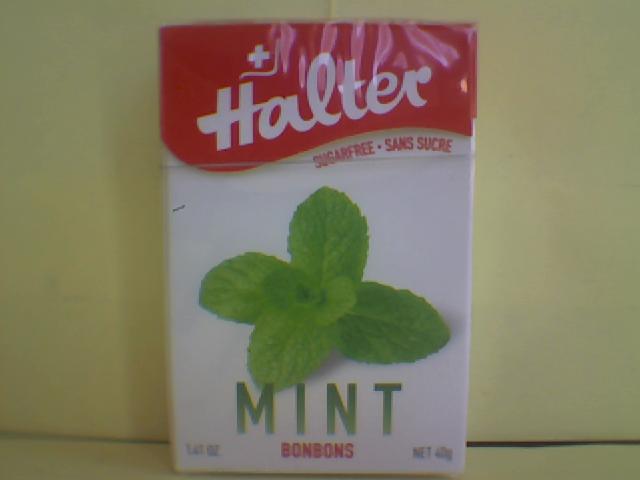 Halter
SUGARFREE • SANS SUCRE
MINT
BONBONS
1.41 OZ
NET 40g